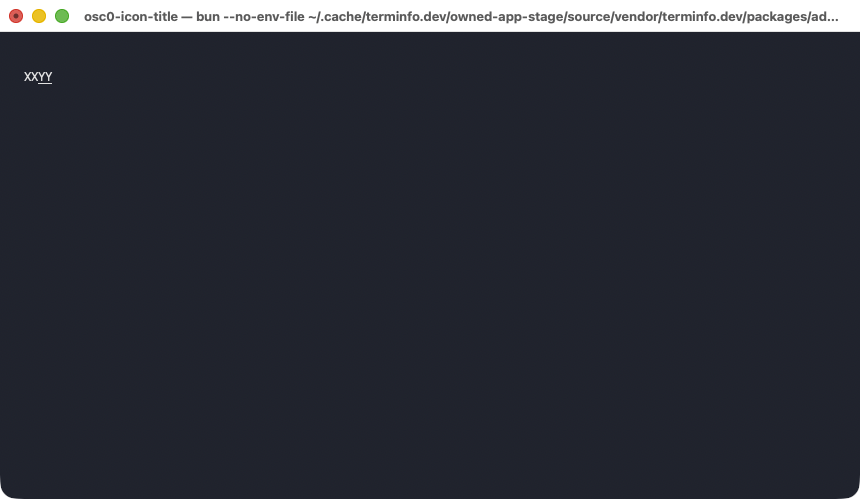 osc0-icon-title — bun --no-env-file ~/.cache/terminfo.dev/owned-app-stage/source/vendor/terminfo.dev/packages/ad...
XXYY